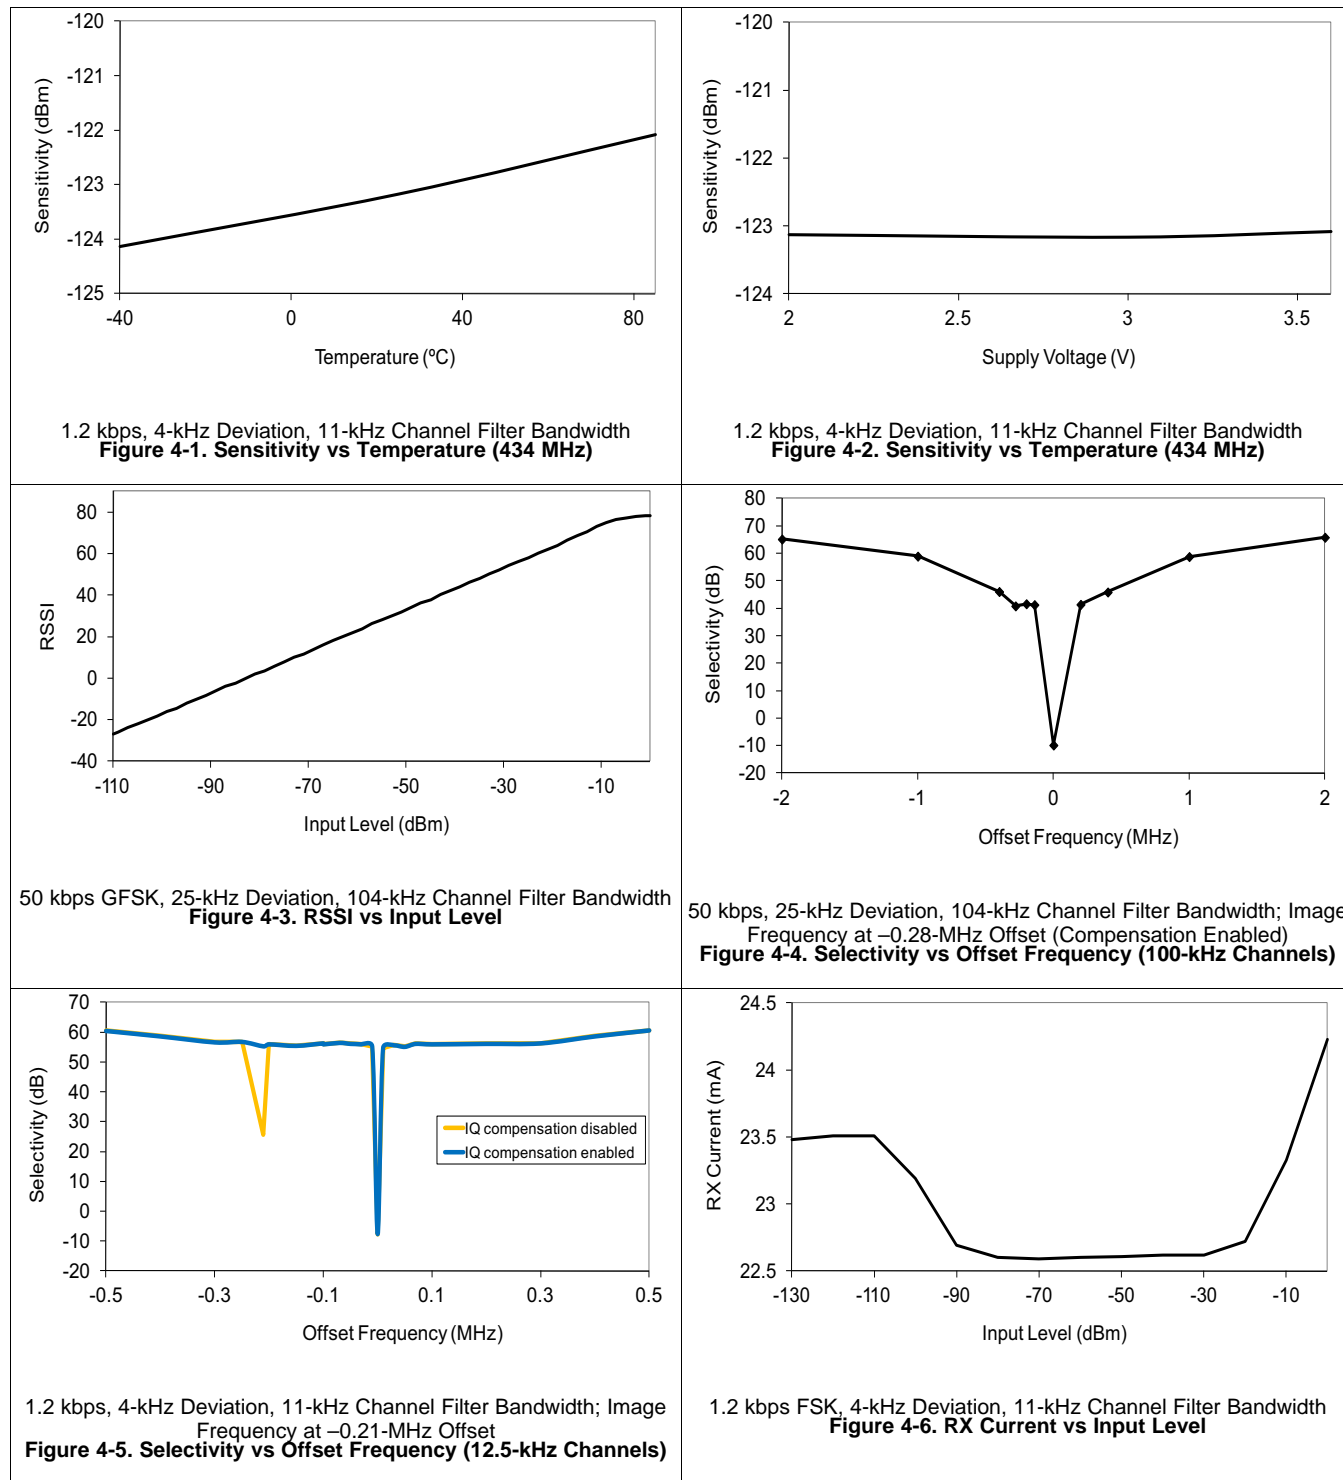 -120
-121
-122
-123
-124
-125
-40
0
40
80
Sensitivity (dBm)
Temperature (ºC)
1.2 kbps, 4-kHz Deviation, 11-kHz Channel Filter Bandwidth
Figure 4-1. Sensitivity vs Temperature (434 MHz)
-120
-121
-122
-123
-124
2
2.5
3
3.5
Sensitivity (dBm)
Supply Voltage (V)
1.2 kbps, 4-kHz Deviation, 11-kHz Channel Filter Bandwidth
Figure 4-2. Sensitivity vs Temperature (434 MHz)
80
60
40
20
0
-20
-40
-110
-90
-70
-50
-30
-10
RSSI
Input Level (dBm)
50 kbps GFSK, 25-kHz Deviation, 104-kHz Channel Filter Bandwidth
Figure 4-3. RSSI vs Input Level
80
70
60
50
40
30
20
10
0
-10
-20
-2
-1
0
1
2
Selectivity (dB)
Offset Frequency (MHz)
50 kbps, 25-kHz Deviation, 104-kHz Channel Filter Bandwidth; Image
Frequency at –0.28-MHz Offset (Compensation Enabled)
Figure 4-4. Selectivity vs Offset Frequency (100-kHz Channels)
70
60
50
40
30
20
10
0
-10
-20
-0.5
-0.3
-0.1
0.1
0.3
0.5
Selectivity (dB)
IQ compensation disabled
IQ compensation enabled
Offset Frequency (MHz)
1.2 kbps, 4-kHz Deviation, 11-kHz Channel Filter Bandwidth; Image
Frequency at –0.21-MHz Offset
Figure 4-5. Selectivity vs Offset Frequency (12.5-kHz Channels)
24.5
24
23.5
23
22.5
-130
-110
-90
-70
-50
-30
-10
RX Current (mA)
Input Level (dBm)
1.2 kbps FSK, 4-kHz Deviation, 11-kHz Channel Filter Bandwidth
Figure 4-6. RX Current vs Input Level